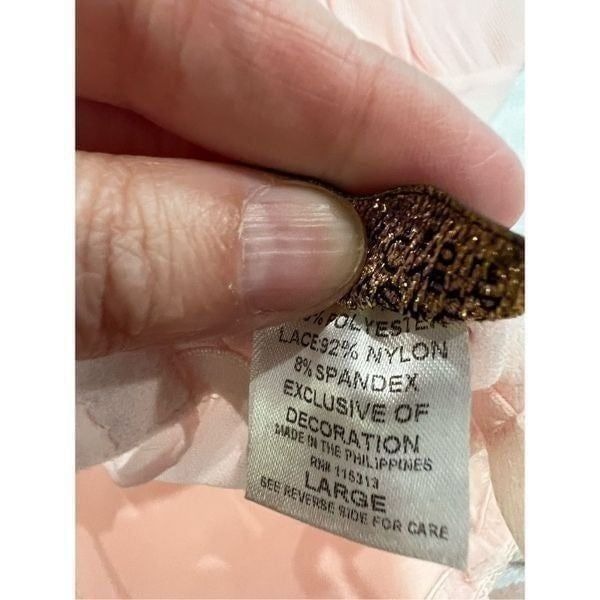 % POLYESTER
LACE:92% NYLON
8% SPANDEX
EXCLUSIVE OF
DECORATION
MADE IN THE PHILIPPINES
RN# 115313
LARGE
SEE REVERSE SIDE FOR CARE